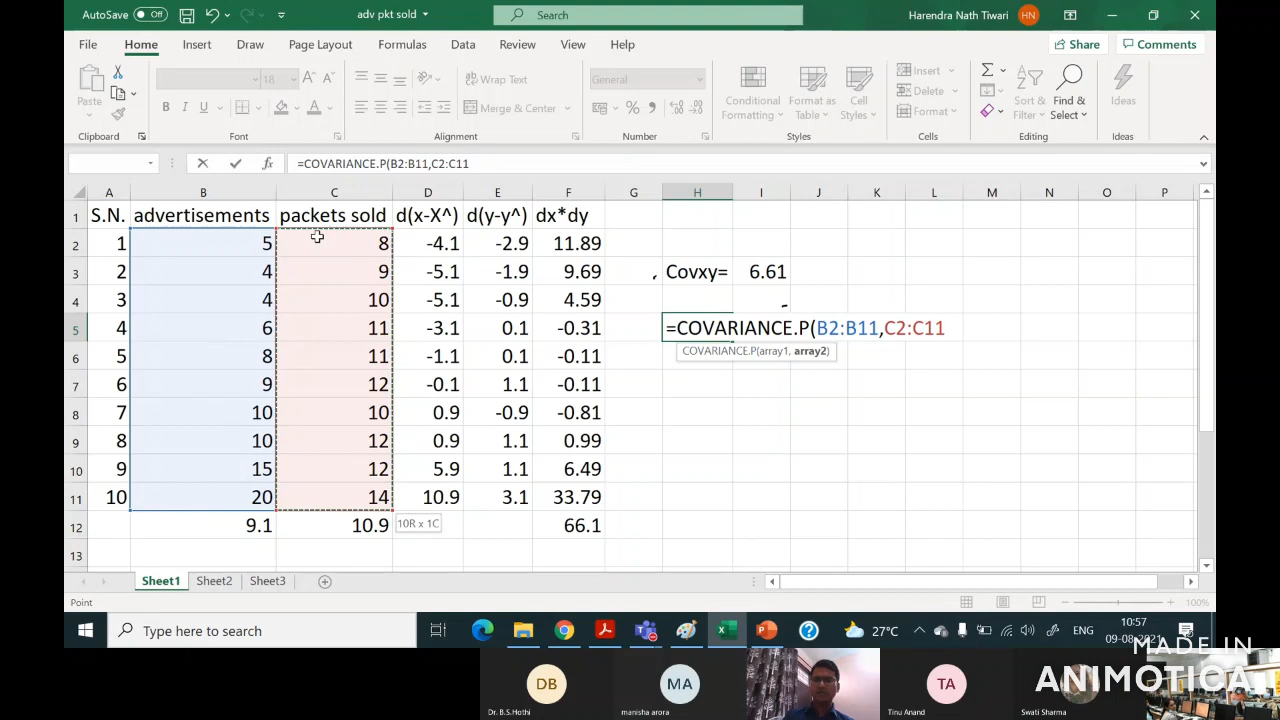 AutoSave Off adv pkt sold Search Harendra Nath Tiwari HN
File Home Insert Draw Page Layout Formulas Data Review View Help Share Comments
Paste 18 A A Wrap Text General Conditional Formatting Format as Table Cell Styles Insert Delete Format Sort & Filter Find & Select Ideas
B I U Merge & Center
Clipboard Font Alignment Number Styles Cells Editing Ideas
=COVARIANCE.P(B2:B11,C2:C11
A B C D E F G H I J K L M N O P
1 S.N. advertisements packets sold d(x-X^) d(y-y^) dx*dy
2 1 5 8 -4.1 -2.9 11.89
3 2 4 9 -5.1 -1.9 9.69 Covxy= 6.61
4 3 4 10 -5.1 -0.9 4.59
5 4 6 11 -3.1 0.1 -0.31 =COVARIANCE.P(B2:B11,C2:C11
COVARIANCE.P(array1, array2)
6 5 8 11 -1.1 0.1 -0.11
7 6 9 12 -0.1 1.1 -0.11
8 7 10 10 0.9 -0.9 -0.81
9 8 10 12 0.9 1.1 0.99
10 9 15 12 5.9 1.1 6.49
11 10 20 14 10.9 3.1 33.79
12 9.1 10.9 10R x 1C 66.1
13
Sheet1 Sheet2 Sheet3
Point 100%
Type here to search 27°C ENG 10:57
09-08-2021
MADE IN
ANIMOTICA
DB MA TA
Dr. B.S.Hothi manisha arora Tinu Anand Swati Sharma